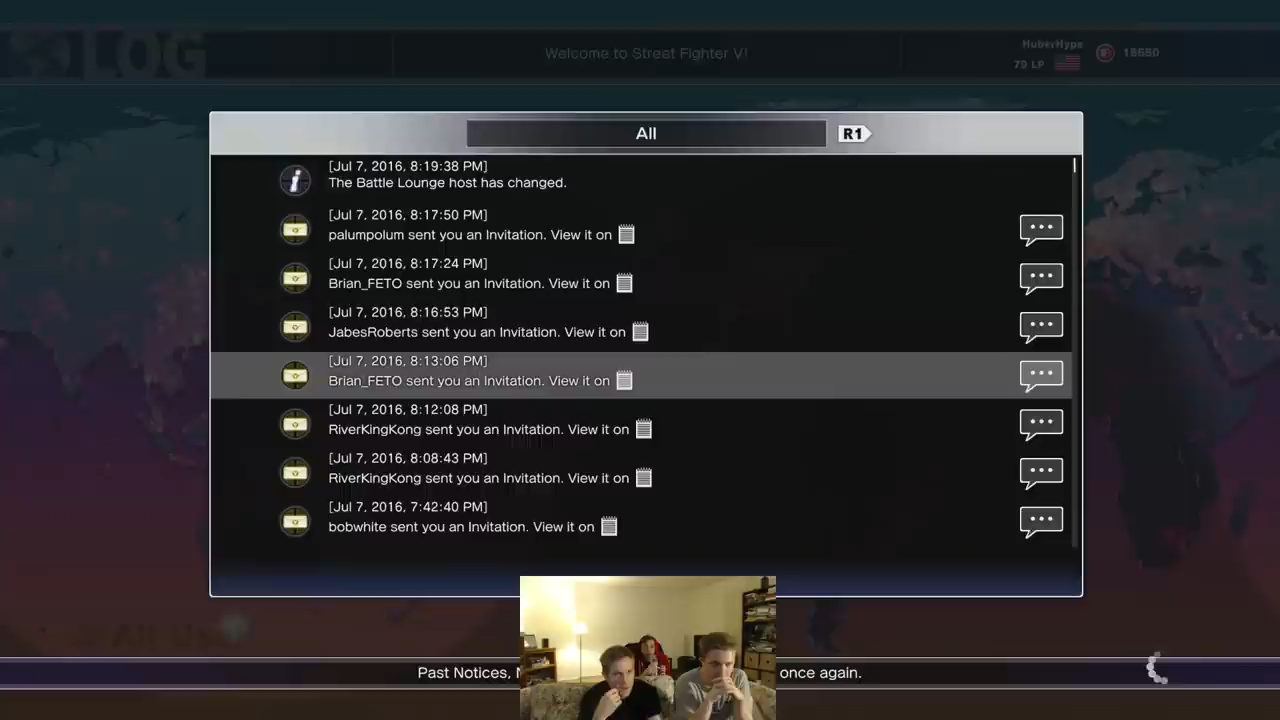 LOG
Welcome to Street Fighter V!
HuberHype
79 LP
18650
All
R1
[Jul 7, 2016, 8:19:38 PM]
The Battle Lounge host has changed.
[Jul 7, 2016, 8:17:50 PM]
palumpolum sent you an Invitation. View it on
[Jul 7, 2016, 8:17:24 PM]
Brian_FETO sent you an Invitation. View it on
[Jul 7, 2016, 8:16:53 PM]
JabesRoberts sent you an Invitation. View it on
[Jul 7, 2016, 8:13:06 PM]
Brian_FETO sent you an Invitation. View it on
[Jul 7, 2016, 8:12:08 PM]
RiverKingKong sent you an Invitation. View it on
[Jul 7, 2016, 8:08:43 PM]
RiverKingKong sent you an Invitation. View it on
[Jul 7, 2016, 7:42:40 PM]
bobwhite sent you an Invitation. View it on
Past Notices, once again.